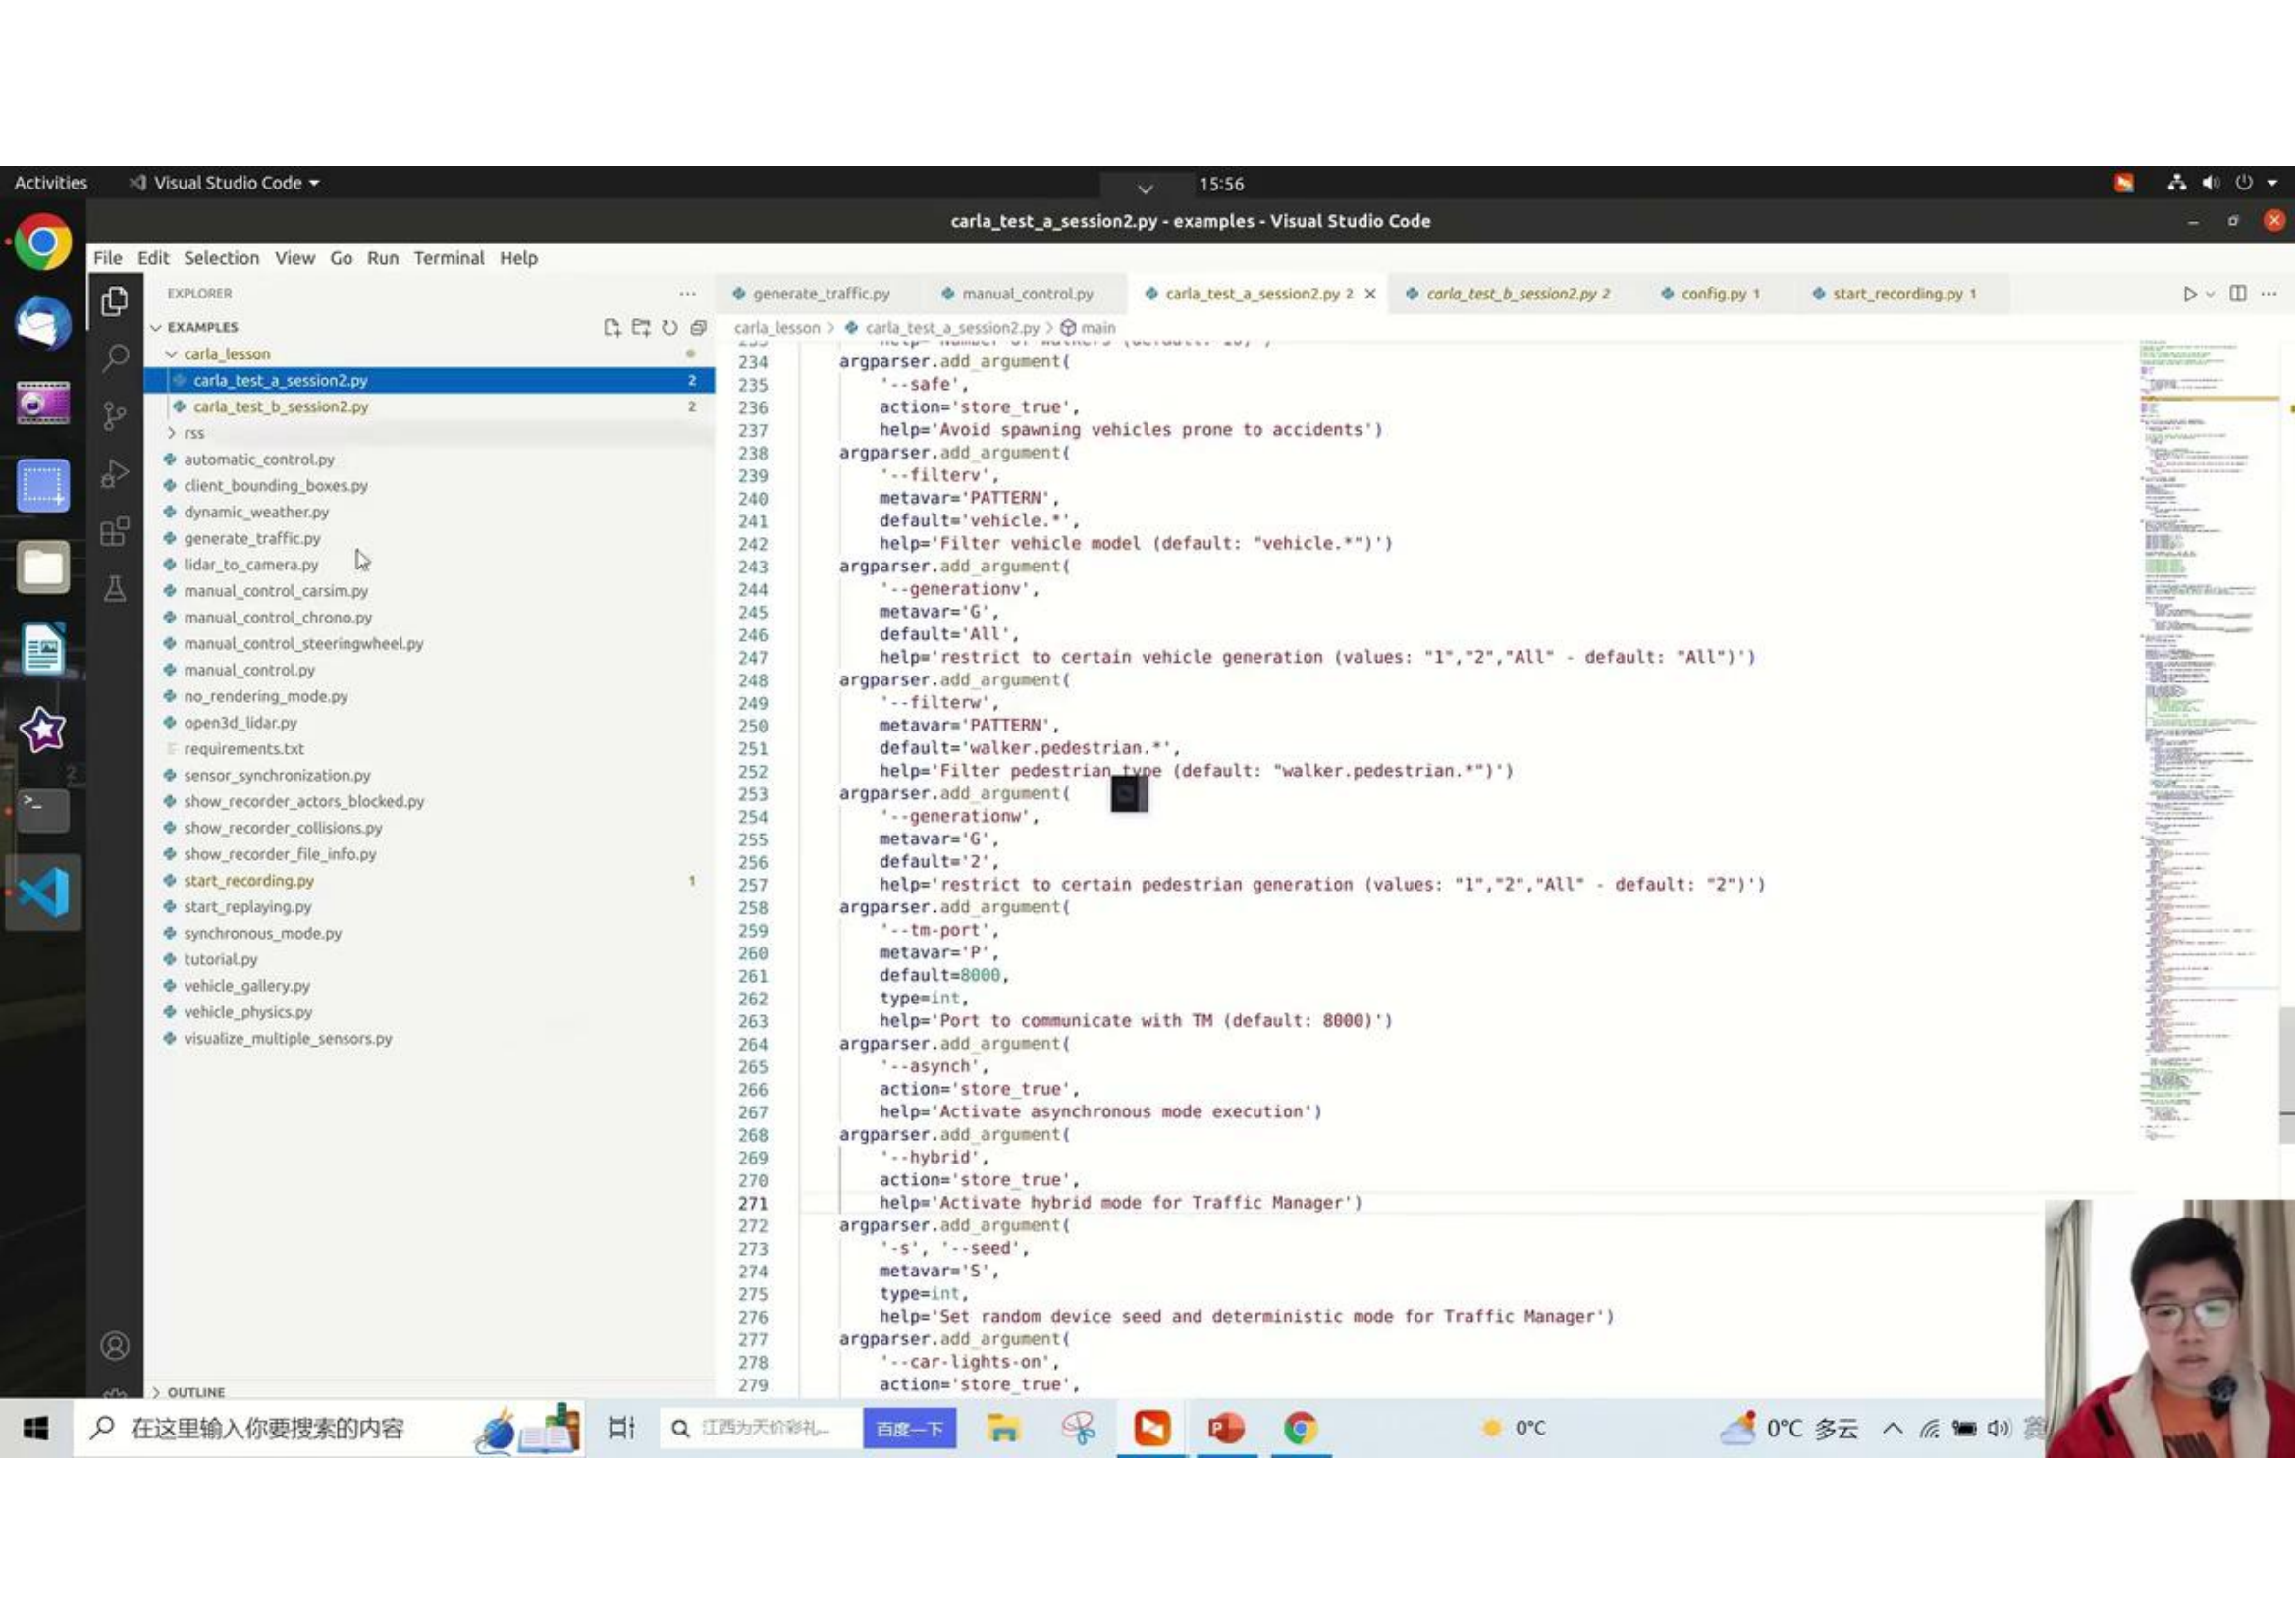 Activities
Visual Studio Code
15:56
carla_test_a_session2.py - examples - Visual Studio Code
File Edit Selection View Go Run Terminal Help
EXPLORER
EXAMPLES
carla_lesson
carla_test_a_session2.py 2
carla_test_b_session2.py 2
rss
automatic_control.py
client_bounding_boxes.py
dynamic_weather.py
generate_traffic.py
lidar_to_camera.py
manual_control_carsim.py
manual_control_chrono.py
manual_control_steeringwheel.py
manual_control.py
no_rendering_mode.py
open3d_lidar.py
requirements.txt
sensor_synchronization.py
show_recorder_actors_blocked.py
show_recorder_collisions.py
show_recorder_file_info.py
start_recording.py 1
start_replaying.py
synchronous_mode.py
tutorial.py
vehicle_gallery.py
vehicle_physics.py
visualize_multiple_sensors.py
OUTLINE
generate_traffic.py manual_control.py carla_test_a_session2.py 2 carla_test_b_session2.py 2 config.py 1 start_recording.py 1
carla_lesson > carla_test_a_session2.py > main
234 argparser.add_argument(
235 '--safe',
236 action='store_true',
237 help='Avoid spawning vehicles prone to accidents')
238 argparser.add_argument(
239 '--filterv',
240 metavar='PATTERN',
241 default='vehicle.*',
242 help='Filter vehicle model (default: "vehicle.*")')
243 argparser.add_argument(
244 '--generationv',
245 metavar='G',
246 default='All',
247 help='restrict to certain vehicle generation (values: "1","2","All" - default: "All")')
248 argparser.add_argument(
249 '--filterw',
250 metavar='PATTERN',
251 default='walker.pedestrian.*',
252 help='Filter pedestrian type (default: "walker.pedestrian.*")')
253 argparser.add_argument(
254 '--generationw',
255 metavar='G',
256 default='2',
257 help='restrict to certain pedestrian generation (values: "1","2","All" - default: "2")')
258 argparser.add_argument(
259 '--tm-port',
260 metavar='P',
261 default=8000,
262 type=int,
263 help='Port to communicate with TM (default: 8000)')
264 argparser.add_argument(
265 '--asynch',
266 action='store_true',
267 help='Activate asynchronous mode execution')
268 argparser.add_argument(
269 '--hybrid',
270 action='store_true',
271 help='Activate hybrid mode for Traffic Manager')
272 argparser.add_argument(
273 '-s', '--seed',
274 metavar='S',
275 type=int,
276 help='Set random device seed and deterministic mode for Traffic Manager')
277 argparser.add_argument(
278 '--car-lights-on',
279 action='store_true',
在这里输入你要搜索的内容
江西为天价彩礼...
百度一下
0°C
0°C 多云
英